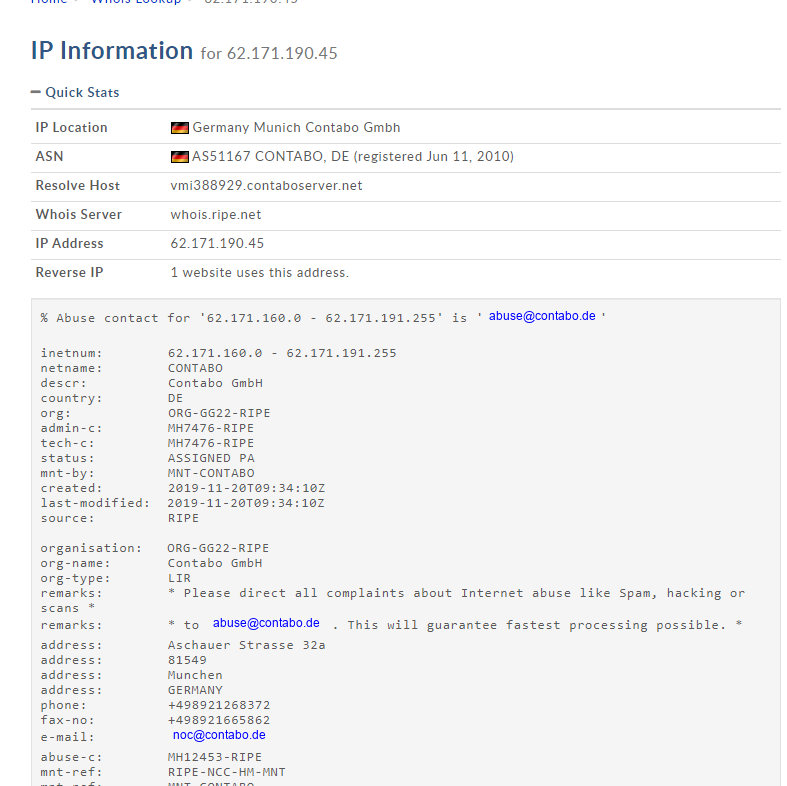 Home Whois Lookup 62.171.190.45
IP Information for 62.171.190.45
Quick Stats
IP Location Germany Munich Contabo Gmbh
ASN AS51167 CONTABO, DE (registered Jun 11, 2010)
Resolve Host vmi388929.contaboserver.net
Whois Server whois.ripe.net
IP Address 62.171.190.45
Reverse IP 1 website uses this address.
% Abuse contact for '62.171.160.0 - 62.171.191.255' is ' abuse@contabo.de '
inetnum: 62.171.160.0 - 62.171.191.255
netname: CONTABO
descr: Contabo GmbH
country: DE
org: ORG-GG22-RIPE
admin-c: MH7476-RIPE
tech-c: MH7476-RIPE
status: ASSIGNED PA
mnt-by: MNT-CONTABO
created: 2019-11-20T09:34:10Z
last-modified: 2019-11-20T09:34:10Z
source: RIPE
organisation: ORG-GG22-RIPE
org-name: Contabo GmbH
org-type: LIR
remarks: * Please direct all complaints about Internet abuse like Spam, hacking or
scans *
remarks: * to abuse@contabo.de . This will guarantee fastest processing possible. *
address: Aschauer Strasse 32a
address: 81549
address: Munchen
address: GERMANY
phone: +498921268372
fax-no: +498921665862
e-mail: noc@contabo.de
abuse-c: MH12453-RIPE
mnt-ref: RIPE-NCC-HM-MNT
mnt-ref: MNT-CONTABO